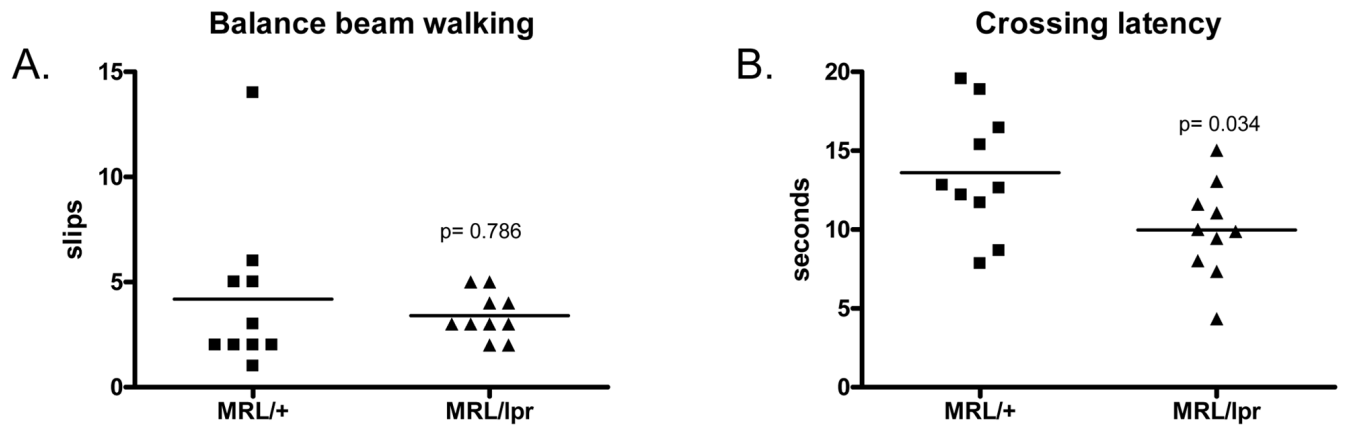 A.
Balance beam walking
slips
15
10
5
0
p= 0.786
MRL/+
MRL/lpr
B.
Crossing latency
seconds
20
15
10
5
0
p= 0.034
MRL/+
MRL/lpr